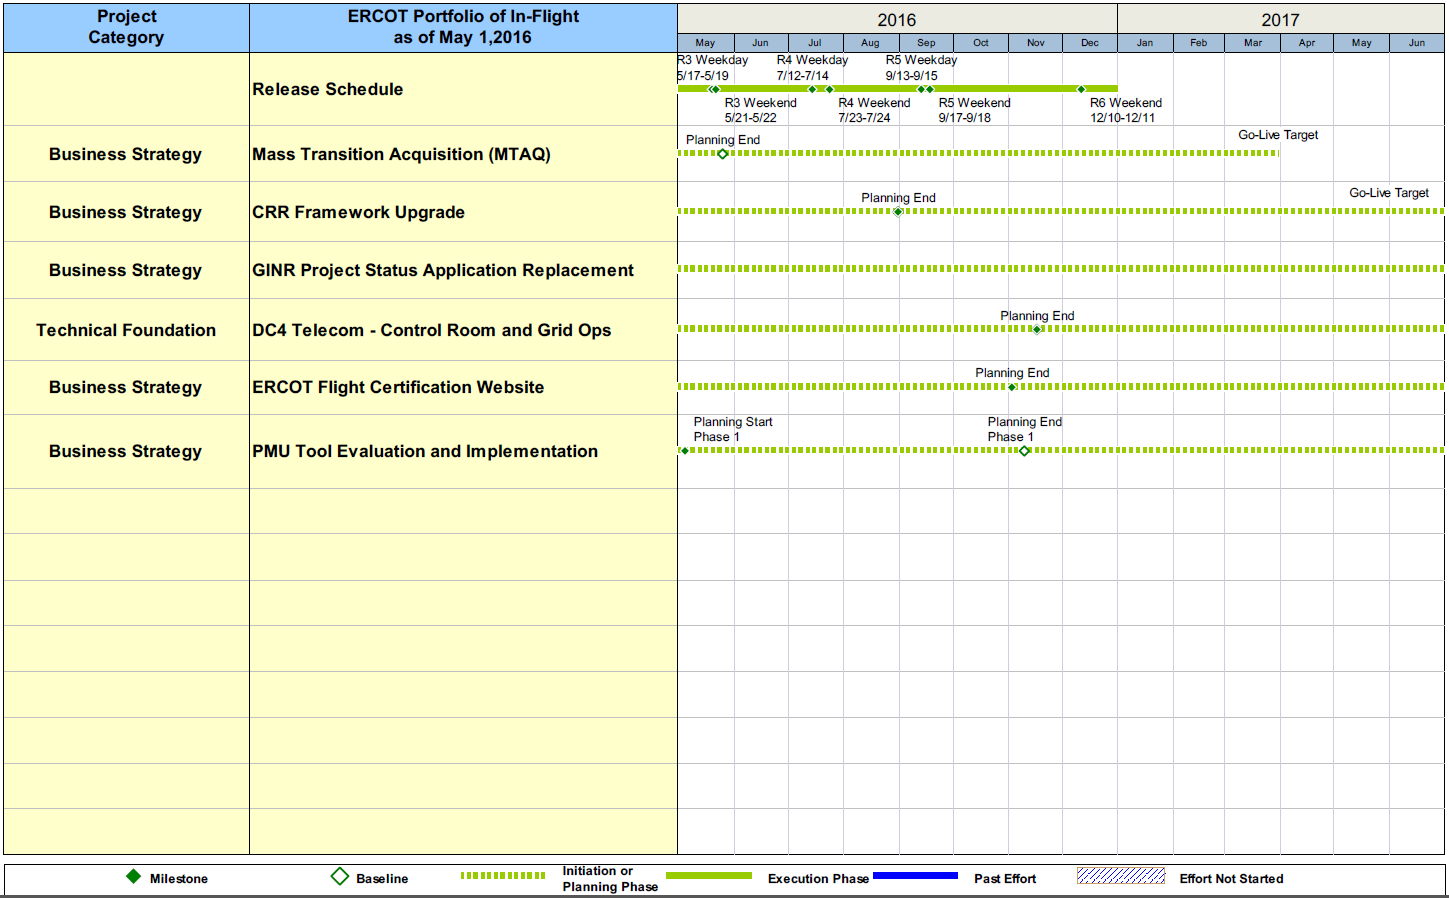 Project
Category
ERCOT Portfolio of In-Flight
as of May 1,2016
2016
2017
May Jun Jul Aug Sep Oct Nov Dec Jan Feb Mar Apr May Jun
Release Schedule
R3 Weekday
5/17-5/19
R4 Weekday
7/12-7/14
R5 Weekday
9/13-9/15
R3 Weekend
5/21-5/22
R4 Weekend
7/23-7/24
R5 Weekend
9/17-9/18
R6 Weekend
12/10-12/11
Business Strategy
Mass Transition Acquisition (MTAQ)
Planning End
Go-Live Target
Business Strategy
CRR Framework Upgrade
Planning End
Go-Live Target
Business Strategy
GINR Project Status Application Replacement
Technical Foundation
DC4 Telecom - Control Room and Grid Ops
Planning End
Business Strategy
ERCOT Flight Certification Website
Planning End
Business Strategy
PMU Tool Evaluation and Implementation
Planning Start
Phase 1
Planning End
Phase 1
Milestone
Baseline
Initiation or
Planning Phase
Execution Phase
Past Effort
Effort Not Started